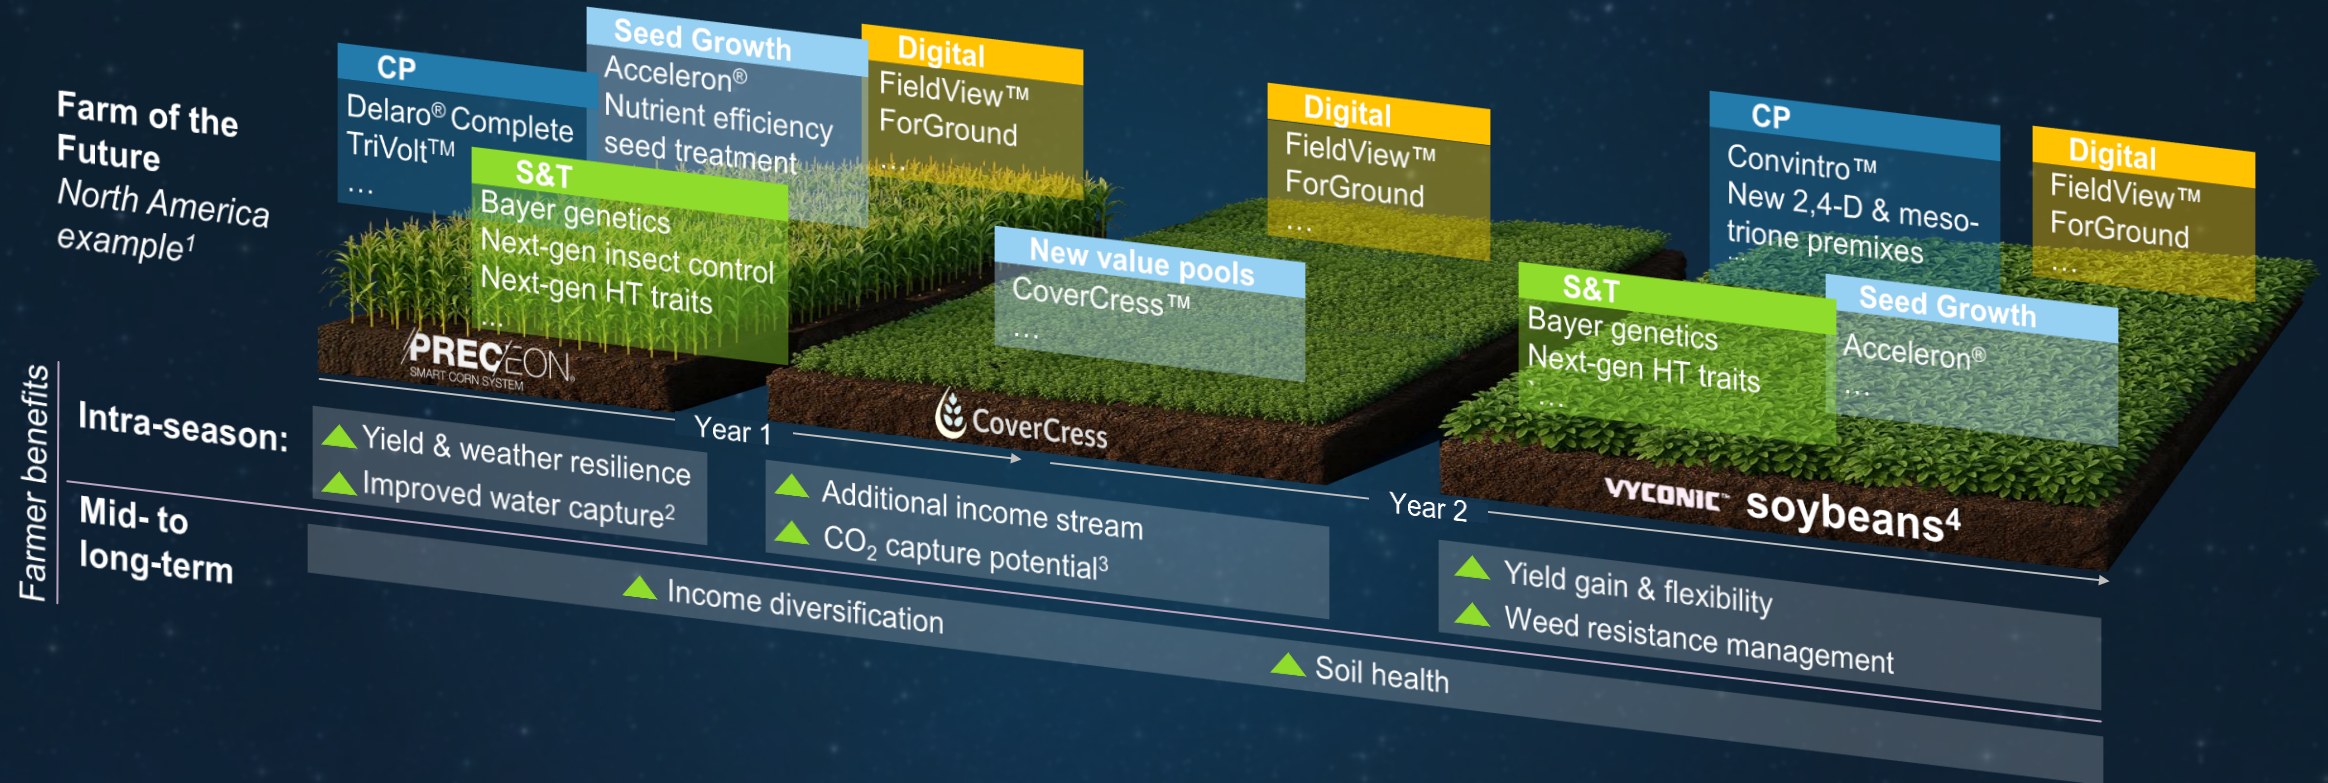 Farm of the
Future
North America
example¹
CP
Delaro® Complete
TriVolt™
...
Seed Growth
Acceleron®
Nutrient efficiency
seed treatment
Digital
FieldView™
ForGround
...
S&T
Bayer genetics
Next-gen insect control
Next-gen HT traits
...
PRECEON®
SMART CORN SYSTEM
Digital
FieldView™
ForGround
...
New value pools
CoverCress™
...
CoverCress
CP
Convintro™
New 2,4-D & meso-
trione premixes
...
Digital
FieldView™
ForGround
...
S&T
Bayer genetics
Next-gen HT traits
` ...
Seed Growth
Acceleron®
...
VYCONIC™ soybeans⁴
Year 1
Year 2
Farmer benefits
Intra-season:
Yield & weather resilience
Improved water capture²
Additional income stream
CO₂ capture potential³
Yield gain & flexibility
Weed resistance management
Mid- to
long-term
Income diversification
Soil health